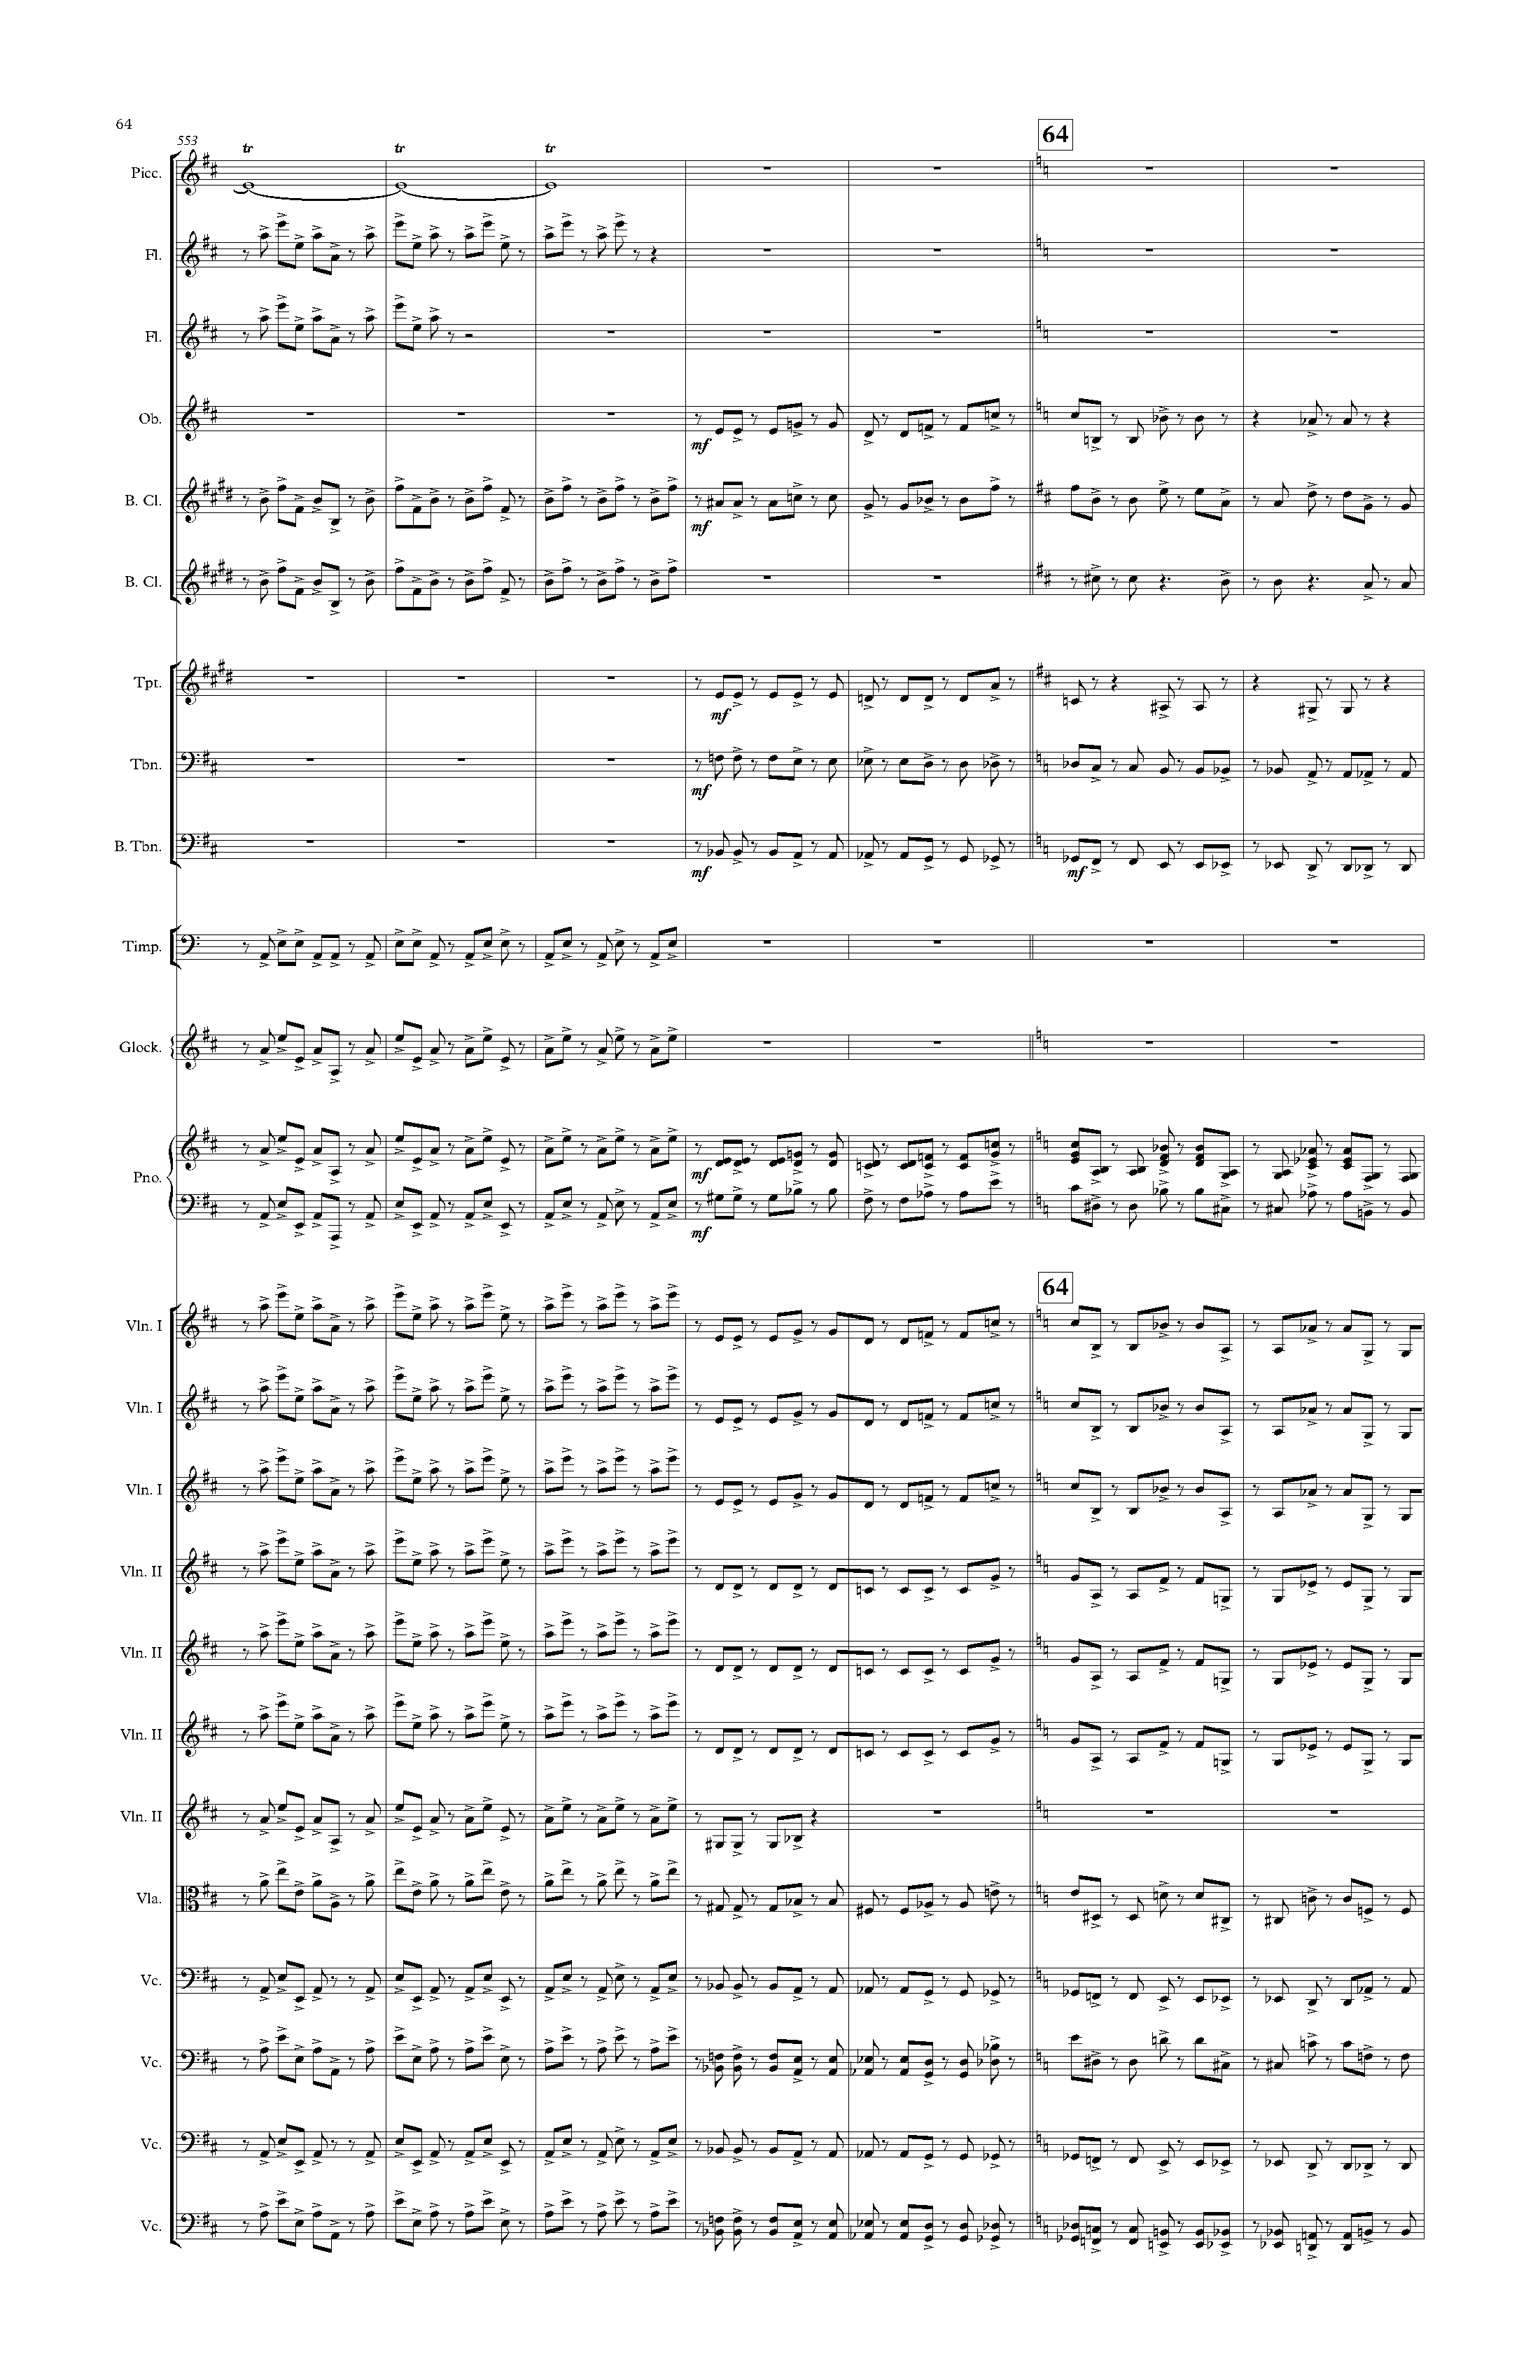 64
553
64
tr tr tr
Picc.
Fl.
Fl.
Ob.
mf
B. Cl.
mf
B. Cl.
Tpt.
mf
Tbn.
mf
B. Tbn.
mf mf
Timp.
Glock.
mf
Pno.
mf
64
Vln. I
Vln. I
Vln. I
Vln. II
Vln. II
Vln. II
Vln. II
Vla.
Vc.
Vc.
Vc.
Vc.